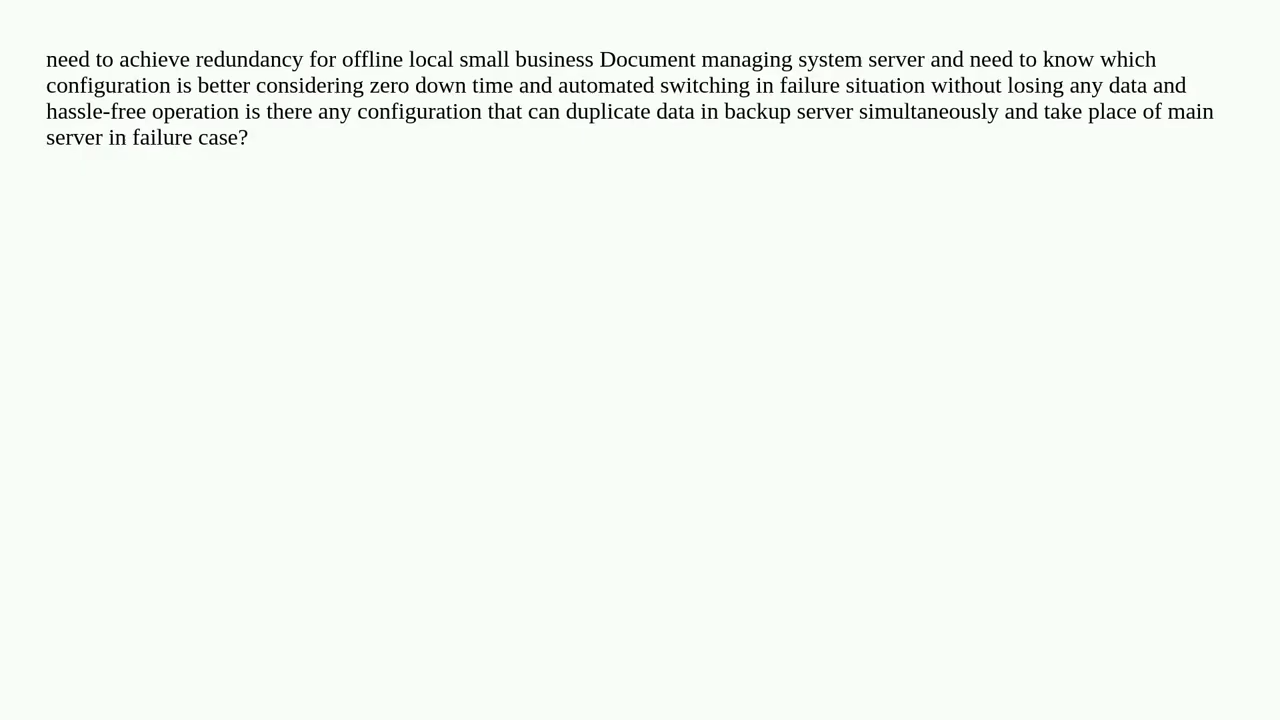 need to achieve redundancy for offline local small business Document managing system server and need to know which
configuration is better considering zero down time and automated switching in failure situation without losing any data and
hassle-free operation is there any configuration that can duplicate data in backup server simultaneously and take place of main
server in failure case?